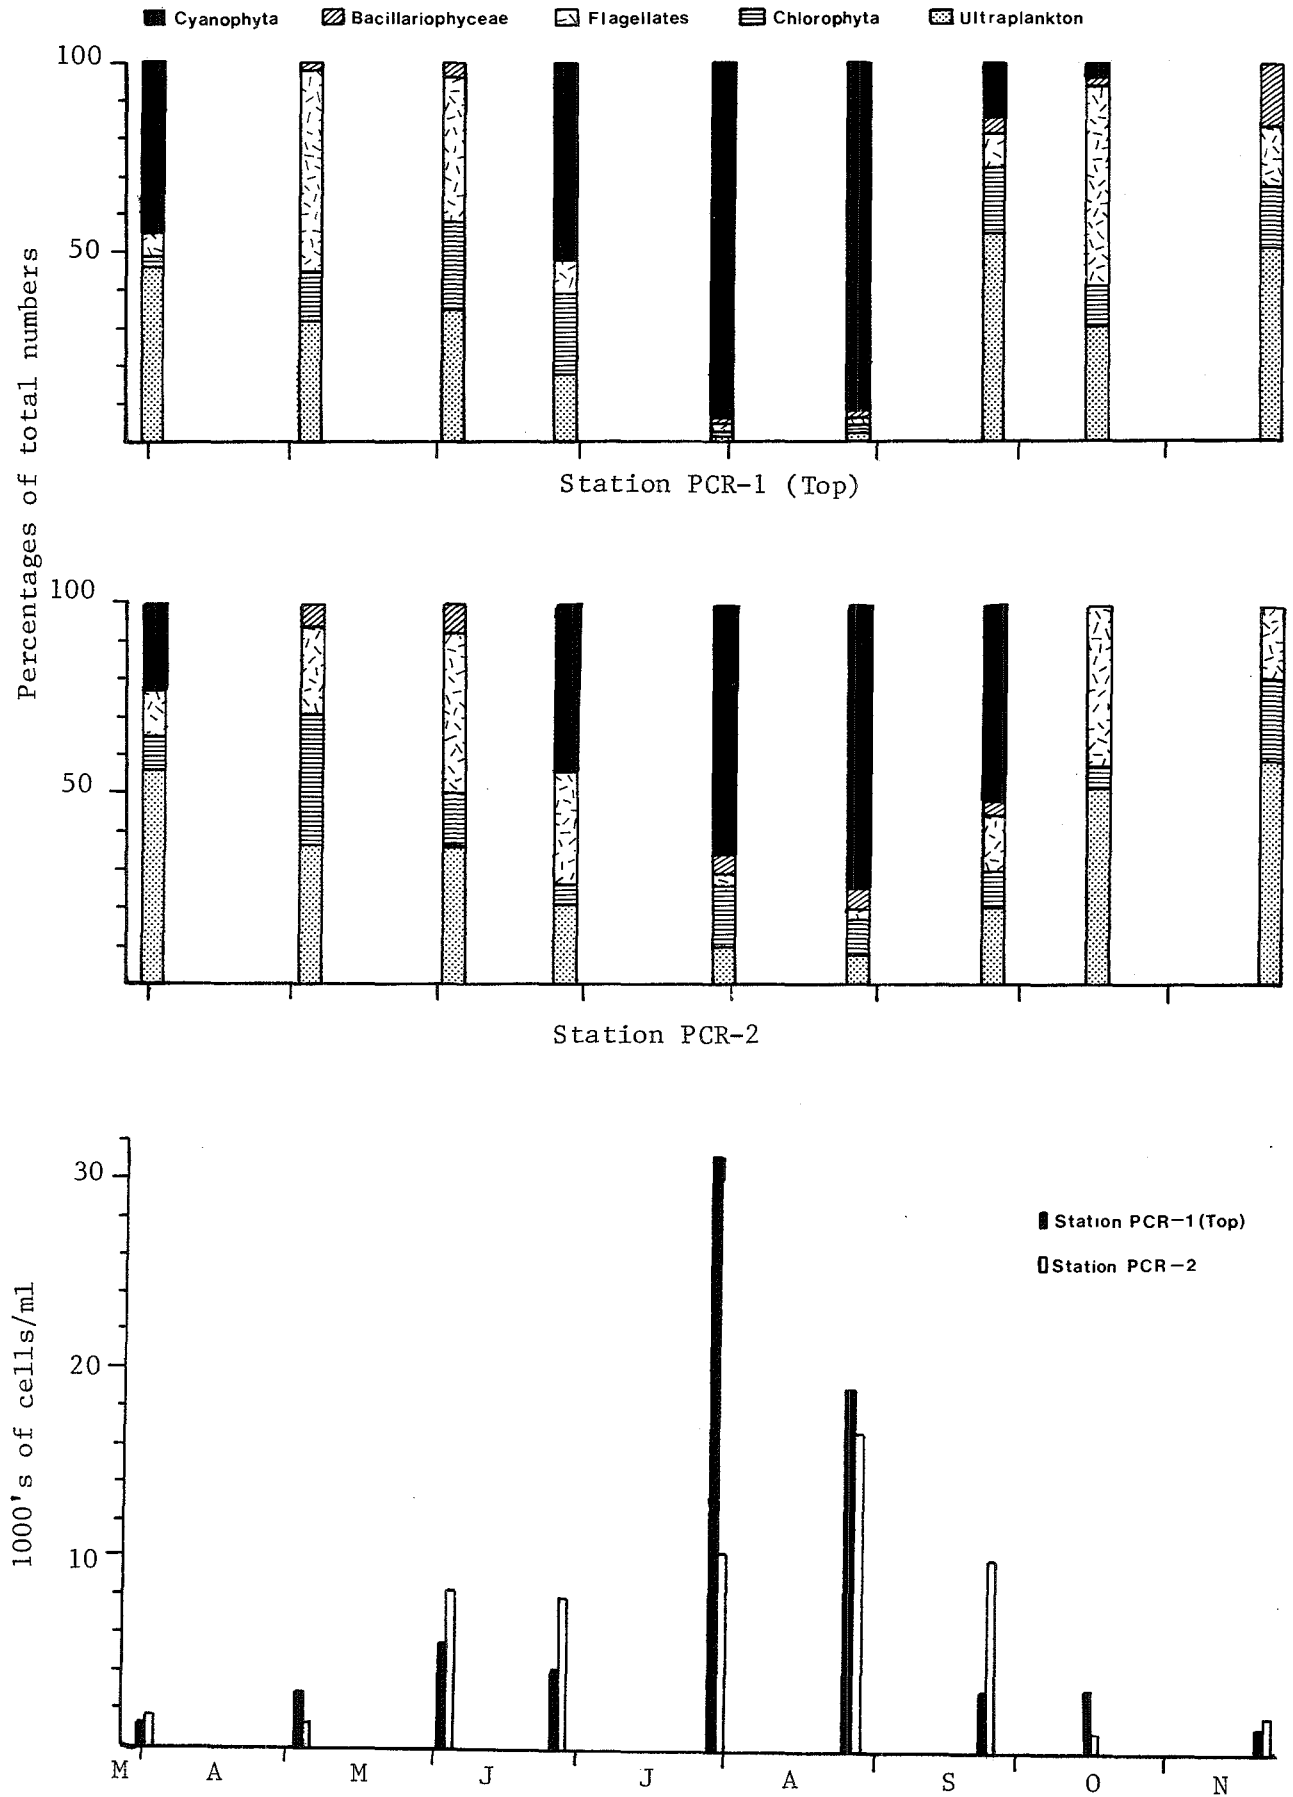 Cyanophyta Bacillariophyceae Flagellates Chlorophyta Ultraplankton
Percentages of total numbers
100
50
Station PCR-1 (Top)
100
50
Station PCR-2
1000's of cells/ml
30
20
10
Station PCR-1 (Top)
Station PCR-2
M A M J J A S O N